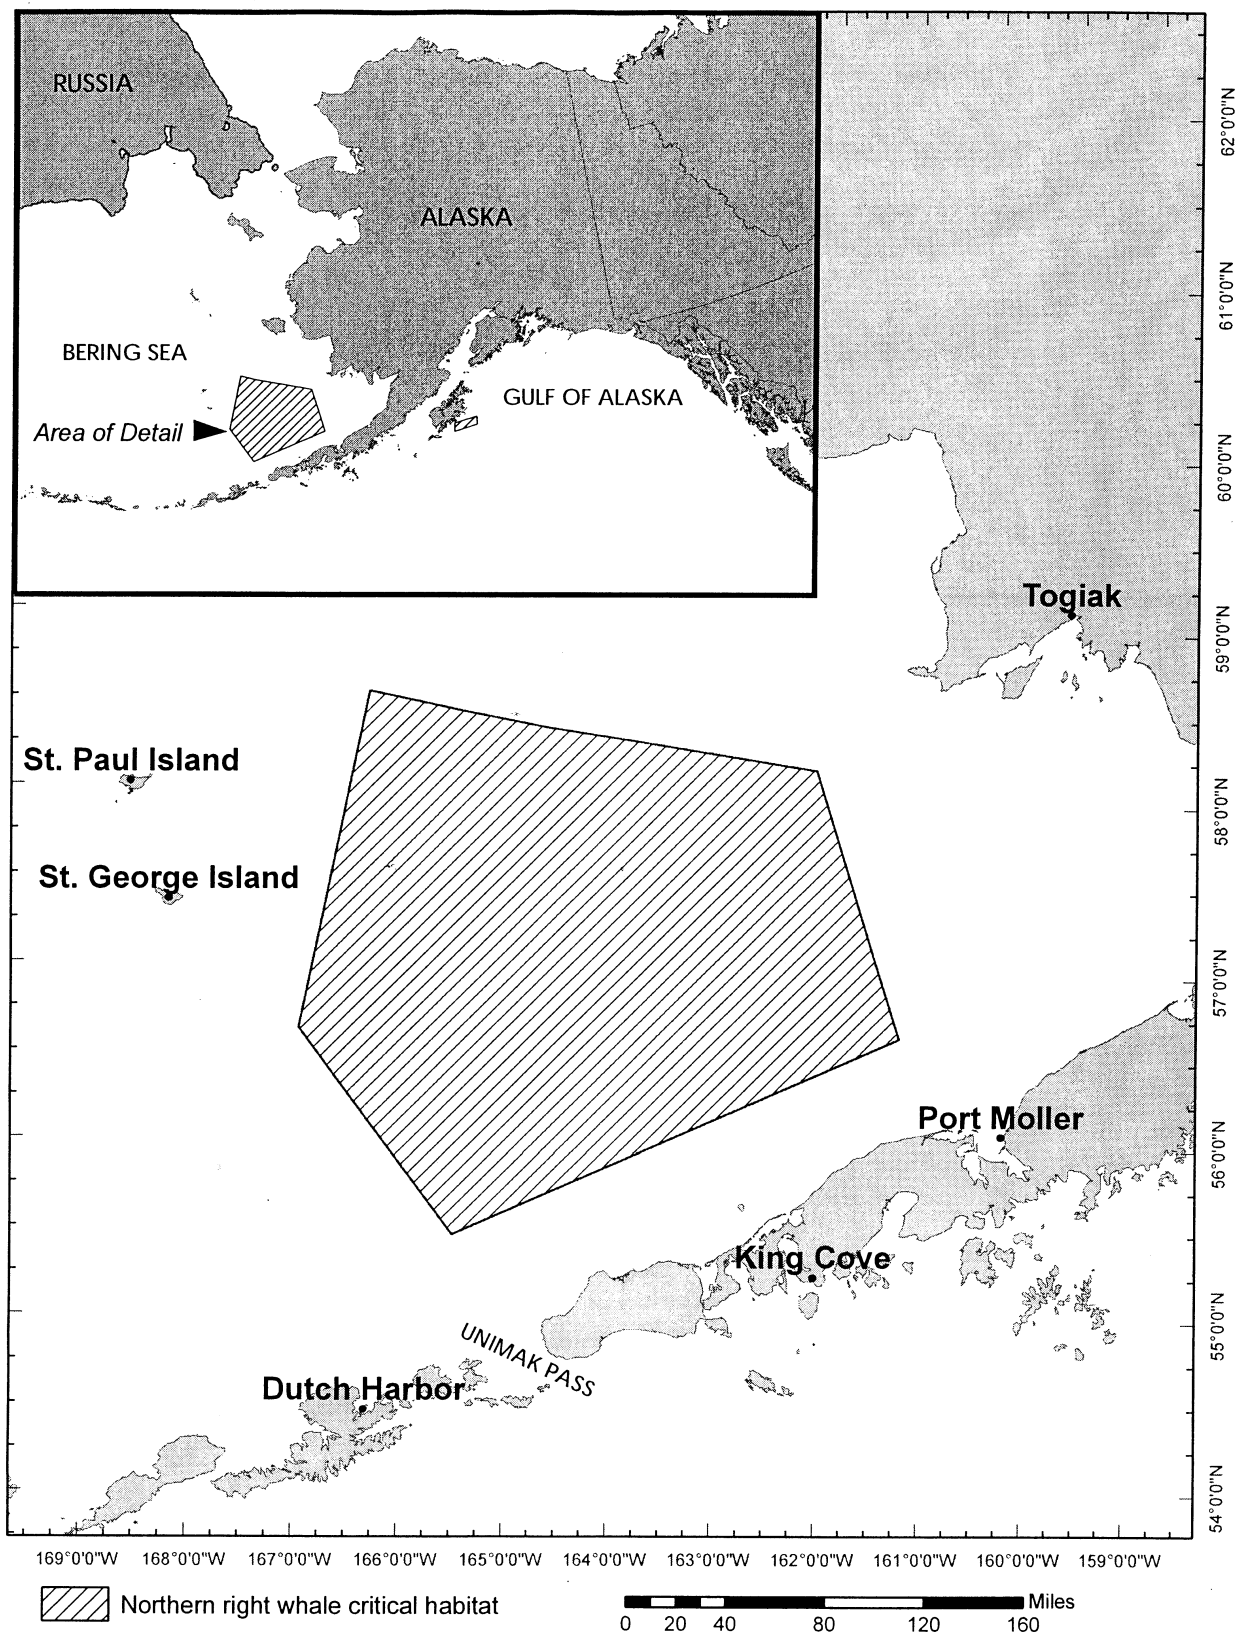 RUSSIA
ALASKA
BERING SEA
GULF OF ALASKA
Area of Detail
62°0'0"N
61°0'0"N
60°0'0"N
59°0'0"N
58°0'0"N
57°0'0"N
56°0'0"N
55°0'0"N
54°0'0"N
Togiak
St. Paul Island
St. George Island
Port Moller
King Cove
UNIMAK PASS
Dutch Harbor
169°0'0"W 168°0'0"W 167°0'0"W 166°0'0"W 165°0'0"W 164°0'0"W 163°0'0"W 162°0'0"W 161°0'0"W 160°0'0"W 159°0'0"W
Northern right whale critical habitat
Miles
0 20 40 80 120 160